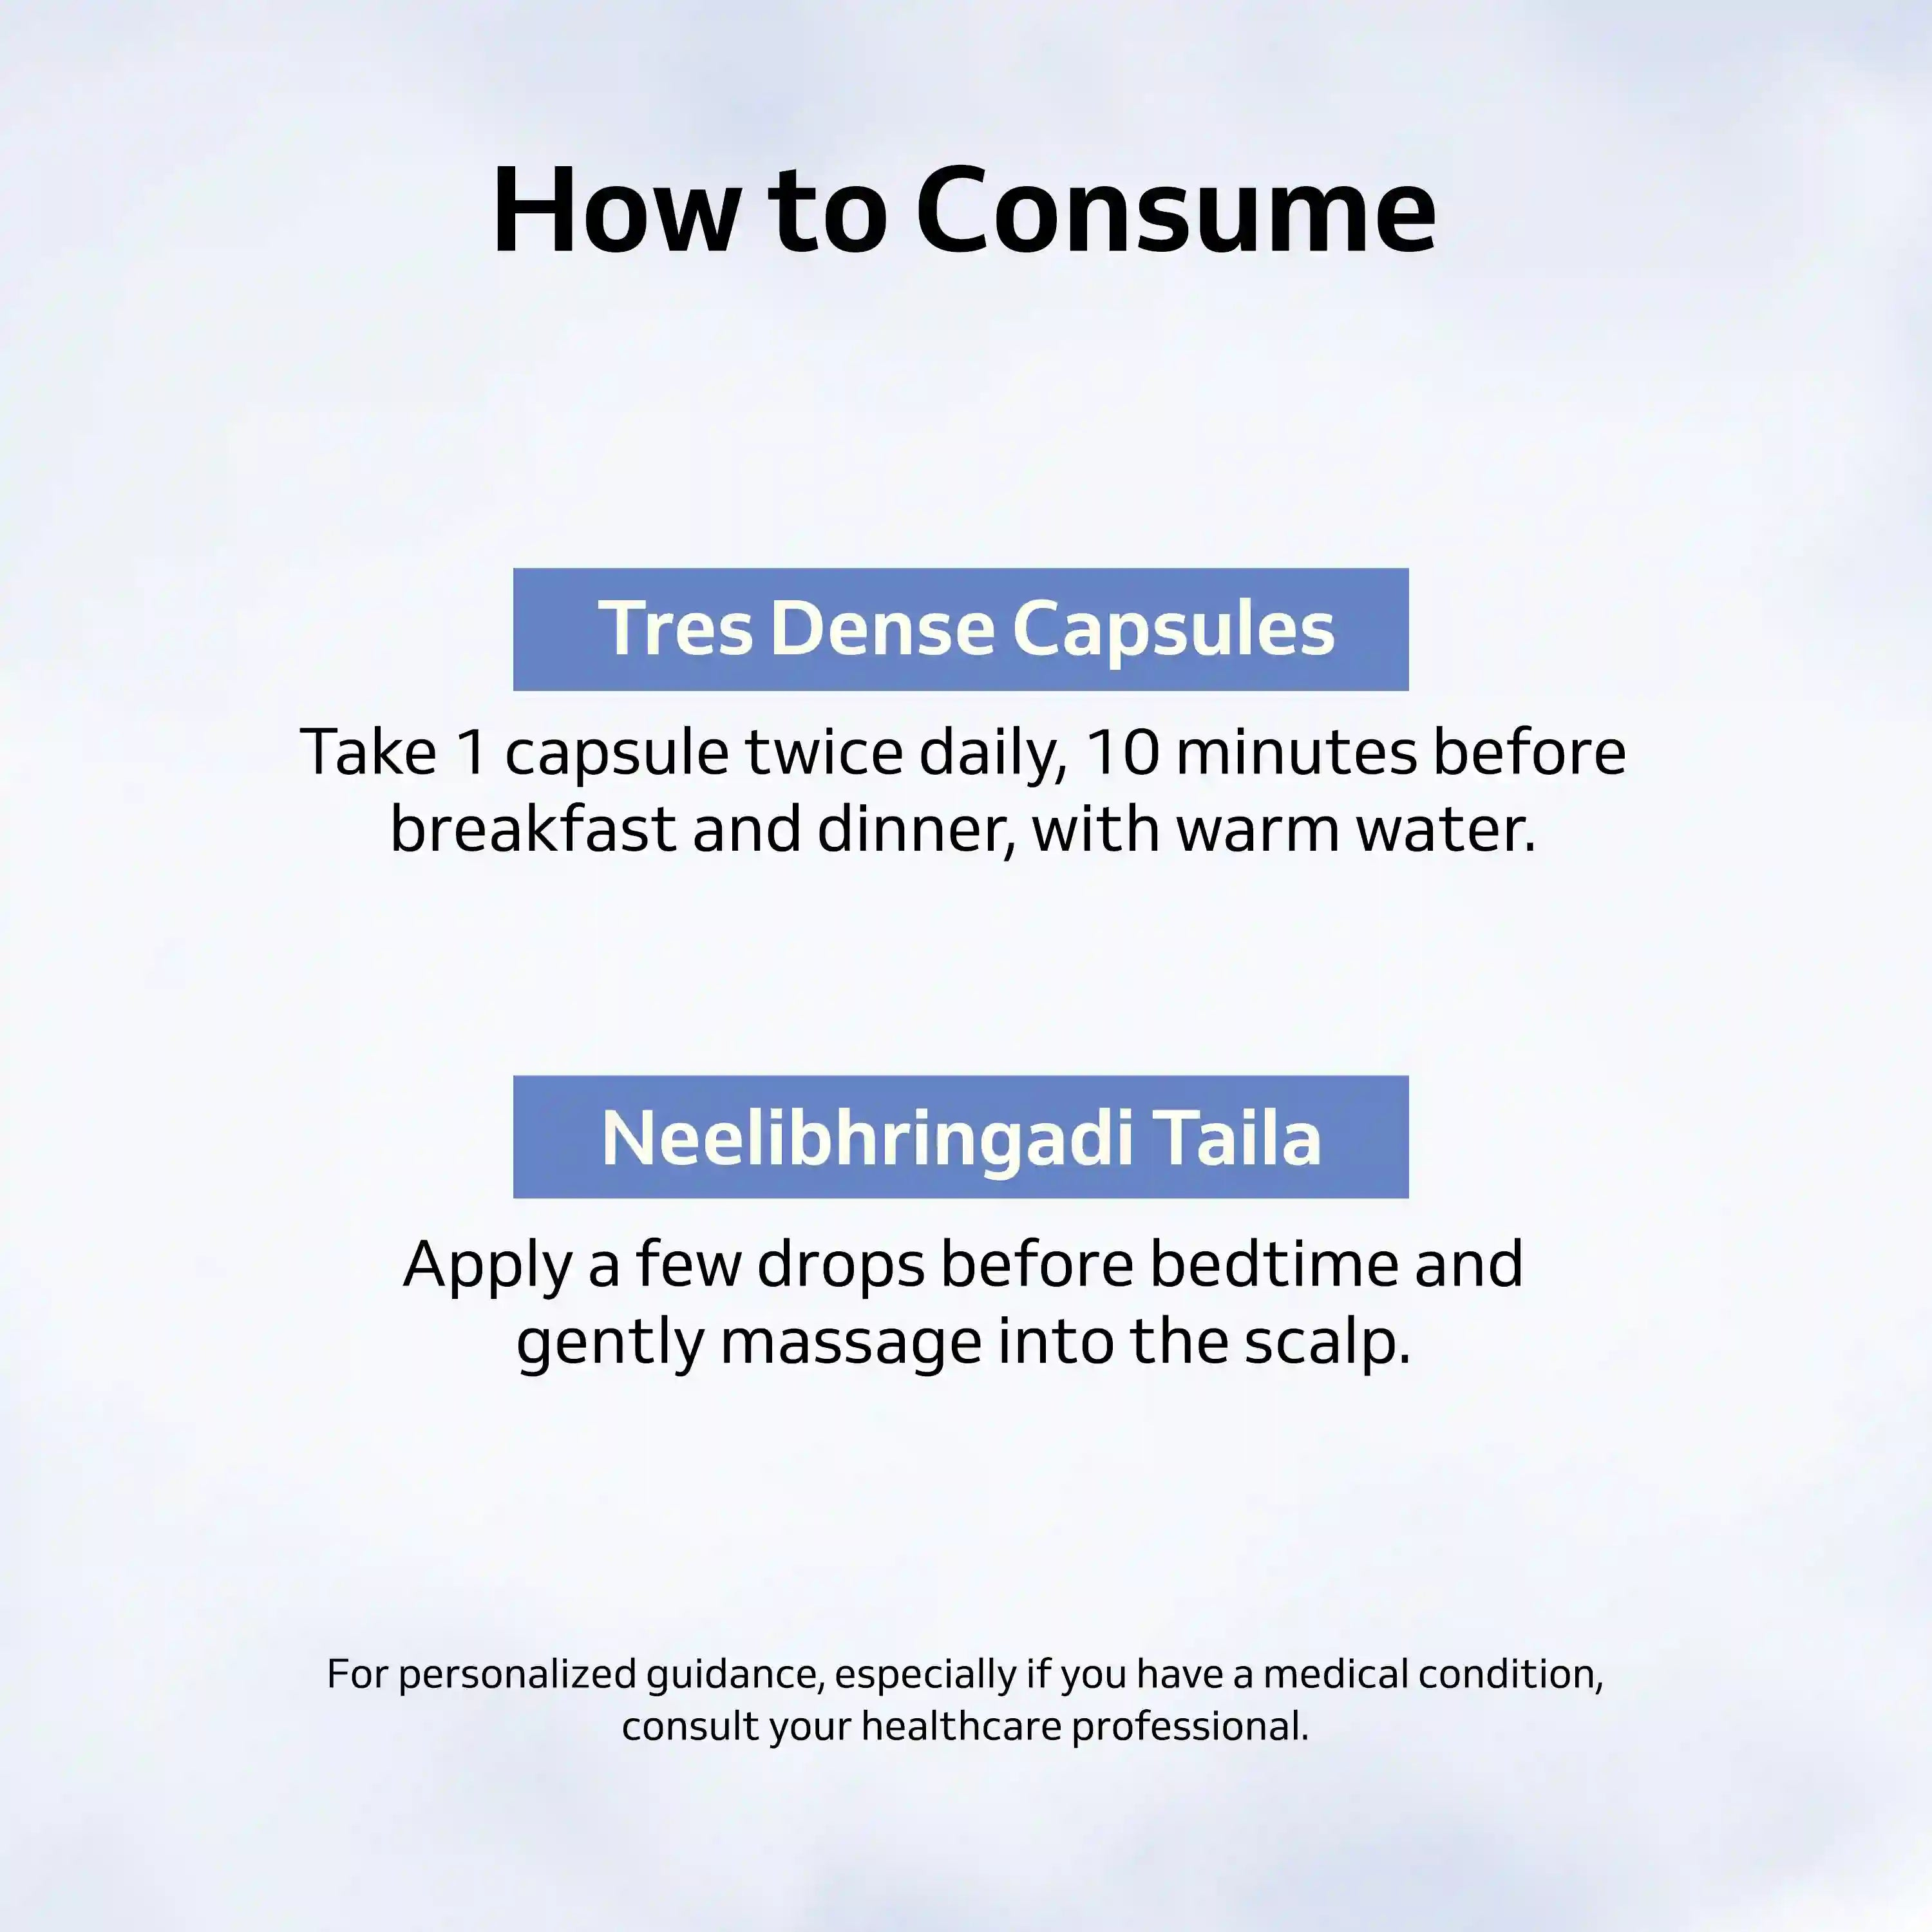 How to Consume
Tres Dense Capsules
Take 1 capsule twice daily, 10 minutes before
breakfast and dinner, with warm water.
Neelibhringadi Taila
Apply a few drops before bedtime and
gently massage into the scalp.
For personalized guidance, especially if you have a medical condition,
consult your healthcare professional.